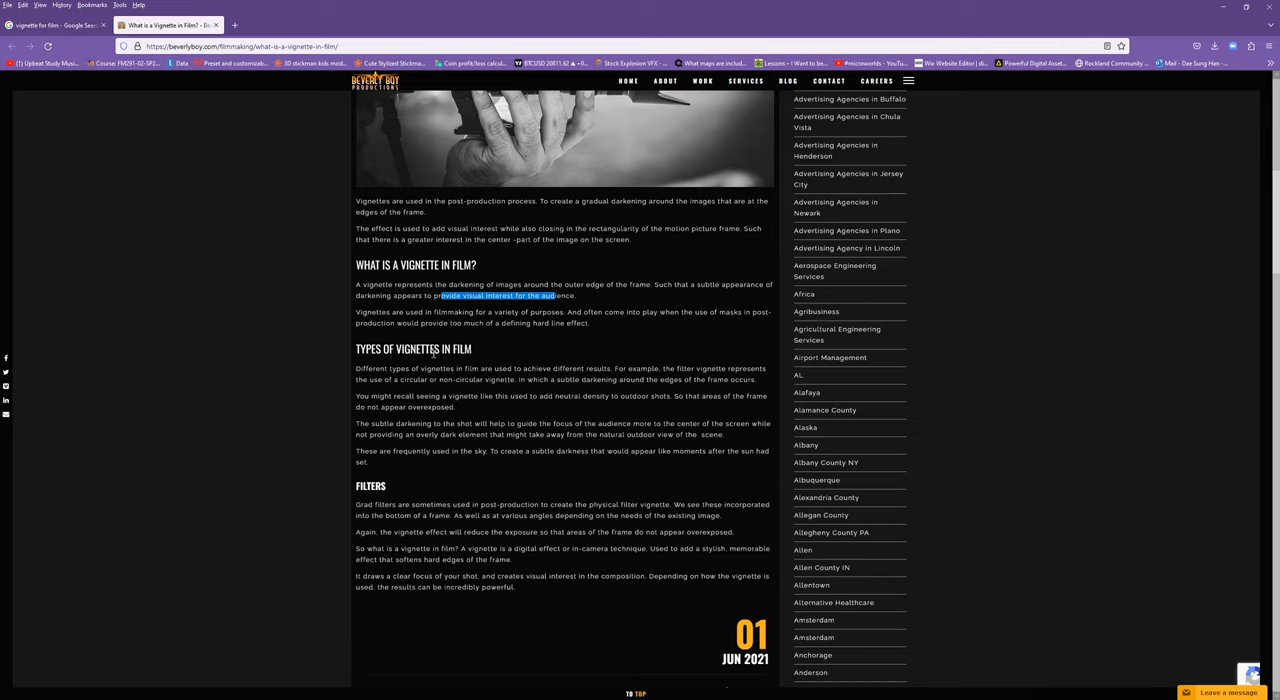 File Edit View History Bookmarks Tools Help
vignette for film - Google Sear
What is a Vignette in Film? - Be
https://beverlyboy.com/filmmaking/what-is-a-vignette-in-film/
(1) Upbeat Study Music... Course: FM291-02-SP2... Data Preset and customizab... 3D stickman kids mod... Cute Stylized Stickma... Coin profit/loss calcul... BTCUSD 20811.62 ▲ +0... Stock Explosion VFX - ... What maps are includ... Lessons — I Want to... #microworlds - YouTu... Wix Website Editor | di... Powerful Digital Asset... Rockland Community ... Mail - Dae Sung Han ...
BEVERLY BOY
PRODUCTIONS
HOME ABOUT WORK SERVICES BLOG CONTACT CAREERS
Vignettes are used in the post-production process. To create a gradual darkening around the images that are at the
edges of the frame.
The effect is used to add visual interest while also closing in the rectangularity of the motion picture frame. Such
that there is a greater interest in the center -part of the image on the screen.
WHAT IS A VIGNETTE IN FILM?
A vignette represents the darkening of images around the outer edge of the frame. Such that a subtle appearance of
darkening appears to provide visual interest for the audience.
Vignettes are used in filmmaking for a variety of purposes. And often come into play when the use of masks in post-
production would provide too much of a defining hard line effect.
TYPES OF VIGNETTES IN FILM
Different types of vignettes in film are used to achieve different results. For example, the filter vignette represents
the use of a circular or non-circular vignette. In which a subtle darkening around the edges of the frame occurs.
You might recall seeing a vignette like this used to add neutral density to outdoor shots. So that areas of the frame
do not appear overexposed.
The subtle darkening to the shot will help to guide the focus of the audience more to the center of the screen while
not providing an overly dark element that might take away from the natural outdoor view of the scene.
These are frequently used in the sky. To create a subtle darkness that would appear like moments after the sun had
set.
FILTERS
Grad filters are sometimes used in post-production to create the physical filter vignette. We see these incorporated
into the bottom of a frame. As well as at various angles depending on the needs of the existing image.
Again, the vignette effect will reduce the exposure so that areas of the frame do not appear overexposed.
So what is a vignette in film? A vignette is a digital effect or in-camera technique. Used to add a stylish, memorable
effect that softens hard edges of the frame.
It draws a clear focus of your shot, and creates visual interest in the composition. Depending on how the vignette is
used, the results can be incredibly powerful.
01
JUN 2021
Advertising Agencies in Buffalo
Advertising Agencies in Chula
Vista
Advertising Agencies in
Henderson
Advertising Agencies in Jersey
City
Advertising Agencies in
Newark
Advertising Agencies in Plano
Advertising Agency in Lincoln
Aerospace Engineering
Services
Africa
Agribusiness
Agricultural Engineering
Services
Airport Management
AL
Alafaya
Alamance County
Alaska
Albany
Albany County NY
Albuquerque
Alexandria County
Allegan County
Allegheny County PA
Allen
Allen County IN
Allentown
Alternative Healthcare
Amsterdam
Amsterdam
Anchorage
Anderson
TO TOP
Leave a message